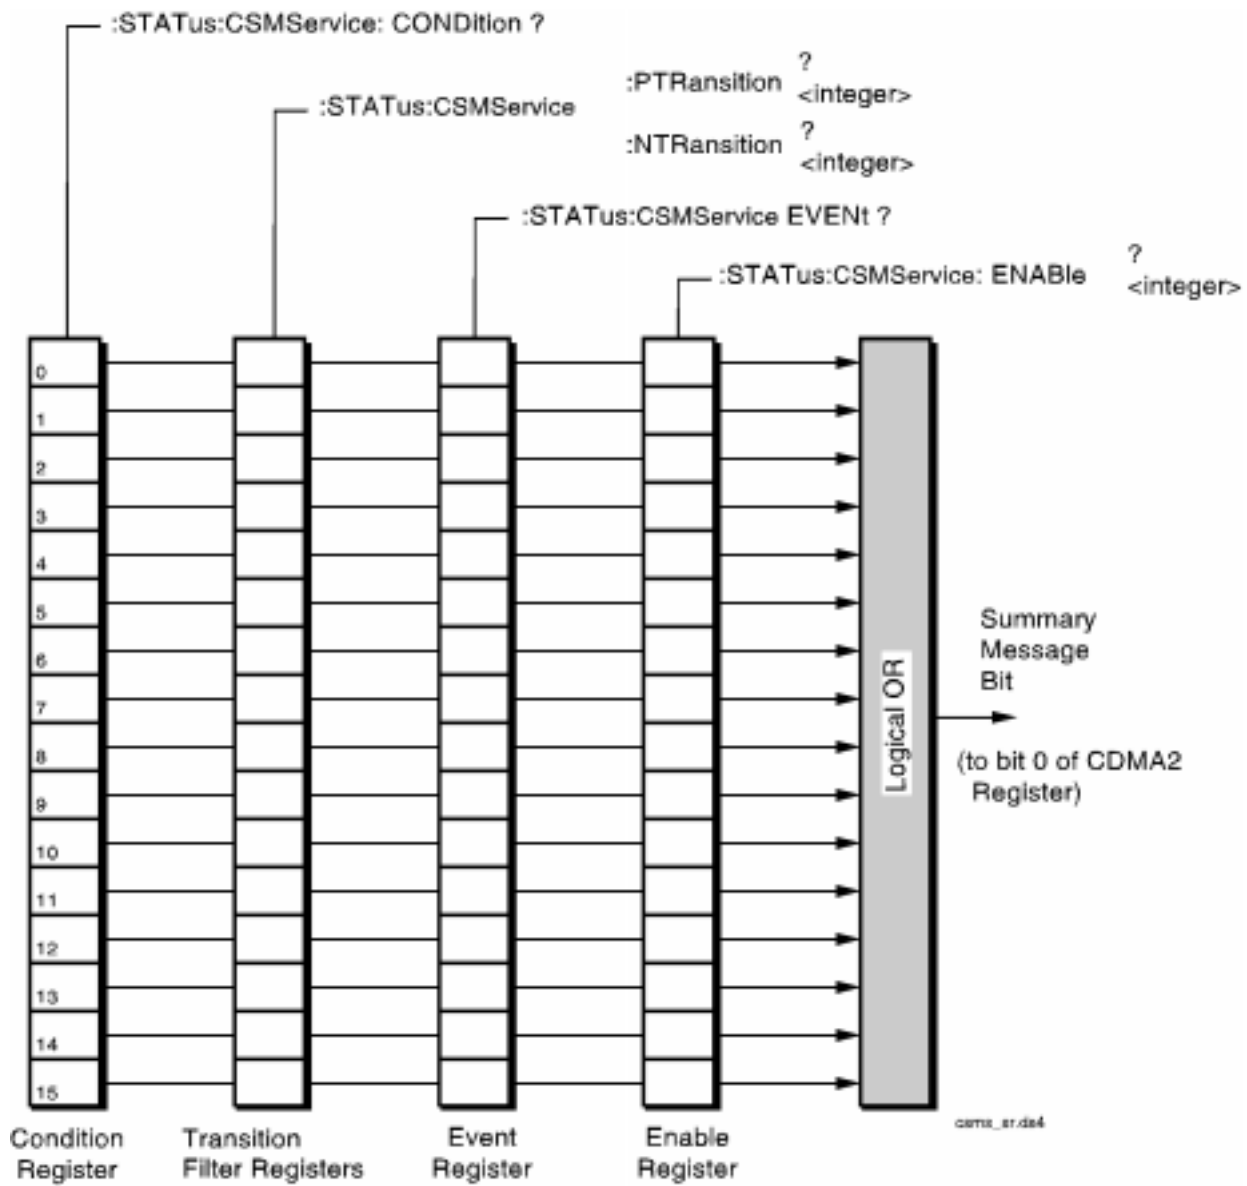 :STATus:CSMService: CONDition ?
?
:PTRansition <integer>
:STATus:CSMService
?
:NTRansition <integer>
:STATus:CSMService EVENt ?
?
:STATus:CSMService: ENABle <integer>
0
1
2
3
4
5
6
7
8
9
10
11
12
13
14
15
Logical OR
Summary
Message
Bit
(to bit 0 of CDMA2
Register)
Condition
Register
Transition
Filter Registers
Event
Register
Enable
Register